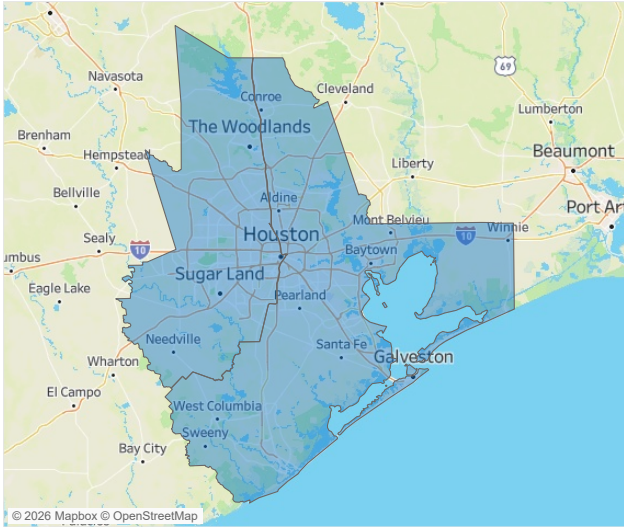 69
Navasota
Conroe
Cleveland
Lumberton
The Woodlands
Brenham
Hempstead
Beaumont
Liberty
Bellville
Aldine
Port Ar
Mont Belvieu
Winnie
Sealy
10
Houston
10
umbus
Baytown
Sugar Land
Eagle Lake
Pearland
Needville
Santa Fe
Galveston
Wharton
El Campo
West Columbia
Sweeny
Bay City
© 2026 Mapbox © OpenStreetMap